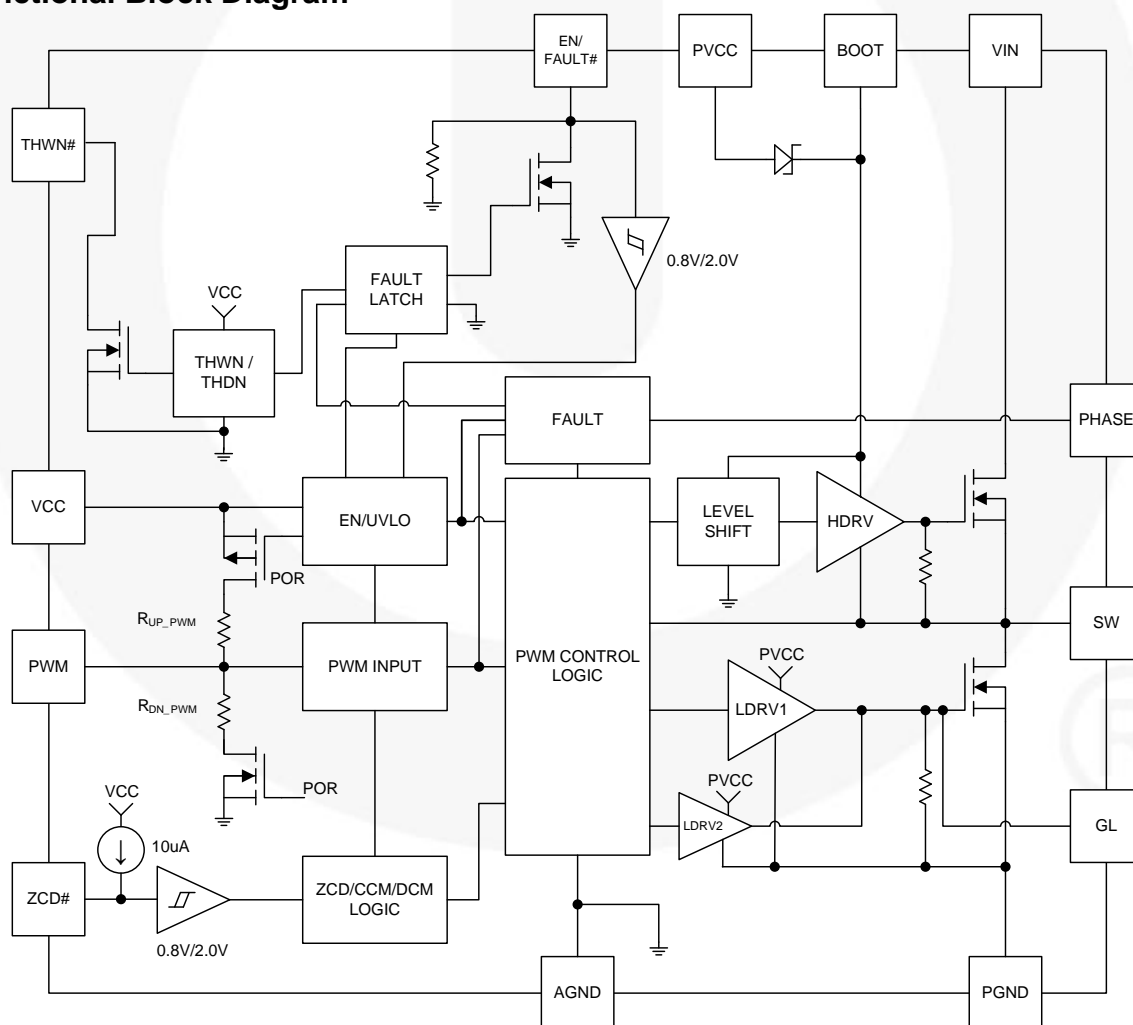 ctional Block Diagram
EN/
FAULT#
PVCC
BOOT
VIN
THWN#
0.8V/2.0V
FAULT
LATCH
VCC
THWN /
THDN
FAULT
PHASE
VCC
EN/UVLO
LEVEL
SHIFT
HDRV
POR
RUP_PWM
PWM
PWM INPUT
PWM CONTROL
LOGIC
SW
PVCC
LDRV1
RDN_PWM
POR
PVCC
LDRV2
VCC
10uA
GL
ZCD#
ZCD/CCM/DCM
LOGIC
0.8V/2.0V
AGND
PGND
®